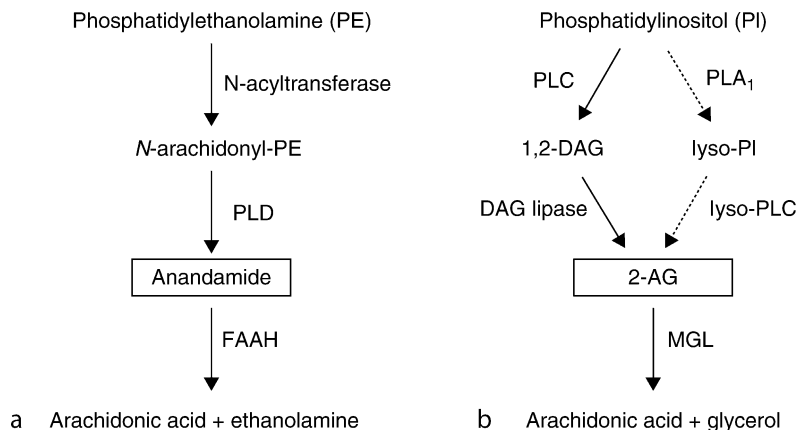 Phosphatidylethanolamine (PE)
N-acyltransferase
N-arachidonyl-PE
PLD
Anandamide
FAAH
a Arachidonic acid + ethanolamine
Phosphatidylinositol (PI)
PLC PLA₁
1,2-DAG lyso-PI
DAG lipase lyso-PLC
2-AG
MGL
b Arachidonic acid + glycerol